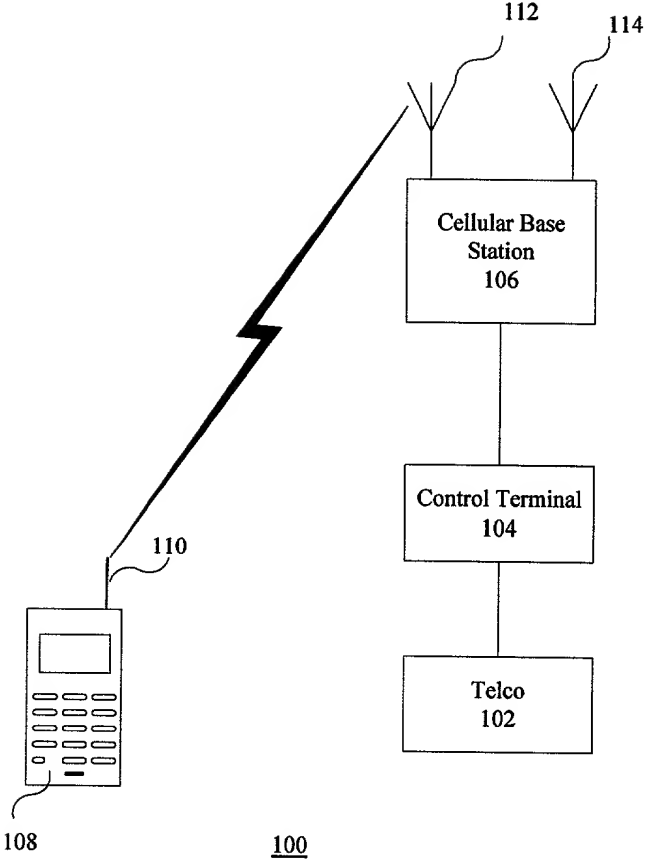 112
114
Cellular Base
Station
106
Control Terminal
104
110
Telco
102
108
100